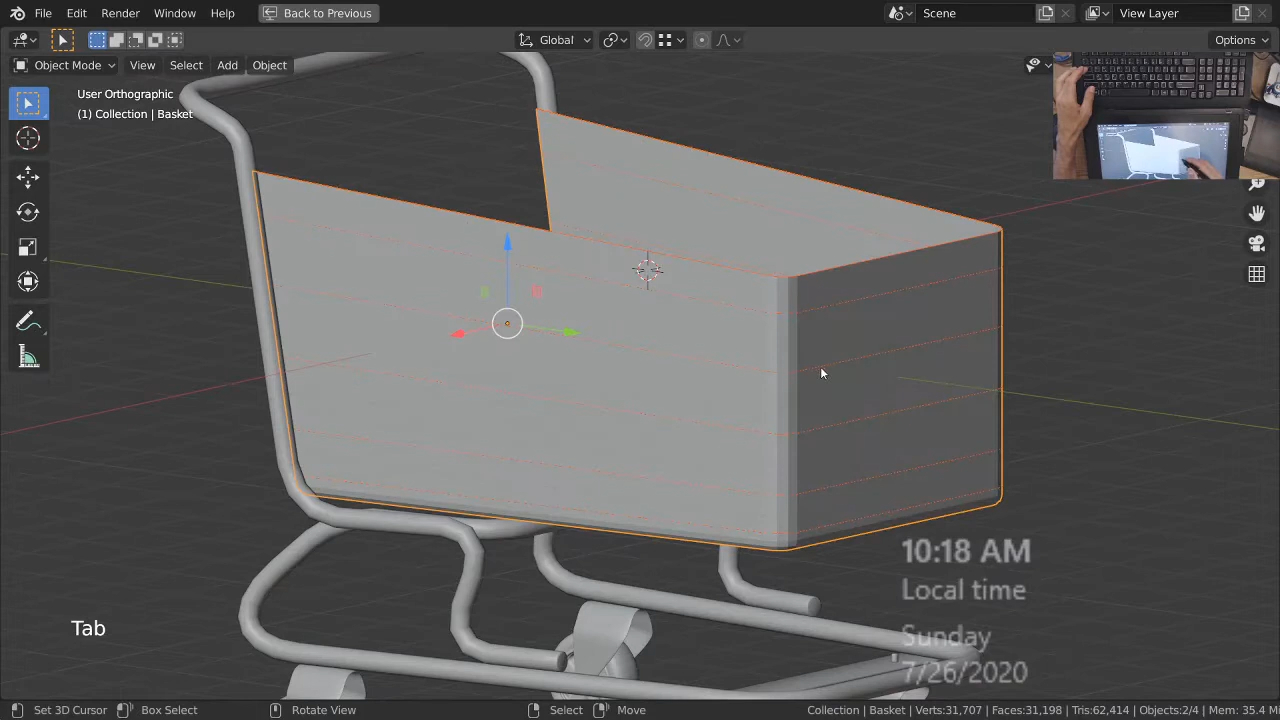 File Edit Render Window Help Back to Previous Scene View Layer
Global Options
Object Mode View Select Add Object
User Orthographic
(1) Collection | Basket
Tab
10:18 AM
Local time
Sunday
7/26/2020
Set 3D Cursor Box Select Rotate View Select Move Collection | Basket | Verts:31,707 | Faces:31,198 | Tris:62,414 | Objects:2/4 | Mem: 35.4 M